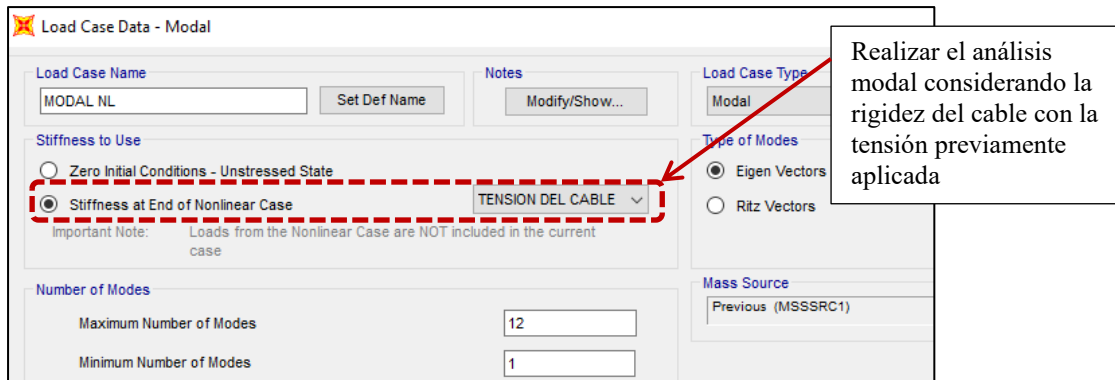 Load Case Data - Modal
Load Case Name
MODAL NL
Set Def Name
Notes
Modify/Show...
Load Case Type
Modal
Realizar el análisis
modal considerando la
rigidez del cable con la
tensión previamente
aplicada
Stiffness to Use
Zero Initial Conditions - Unstressed State
Stiffness at End of Nonlinear Case
TENSION DEL CABLE
Important Note:
Loads from the Nonlinear Case are NOT included in the current
case
Type of Modes
Eigen Vectors
Ritz Vectors
Number of Modes
Maximum Number of Modes
12
Minimum Number of Modes
1
Mass Source
Previous (MSSSRC1)